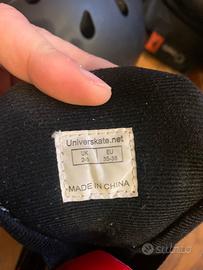 Universkate.net
UK EU
2-5 35-38
MADE IN CHINA
SUbito